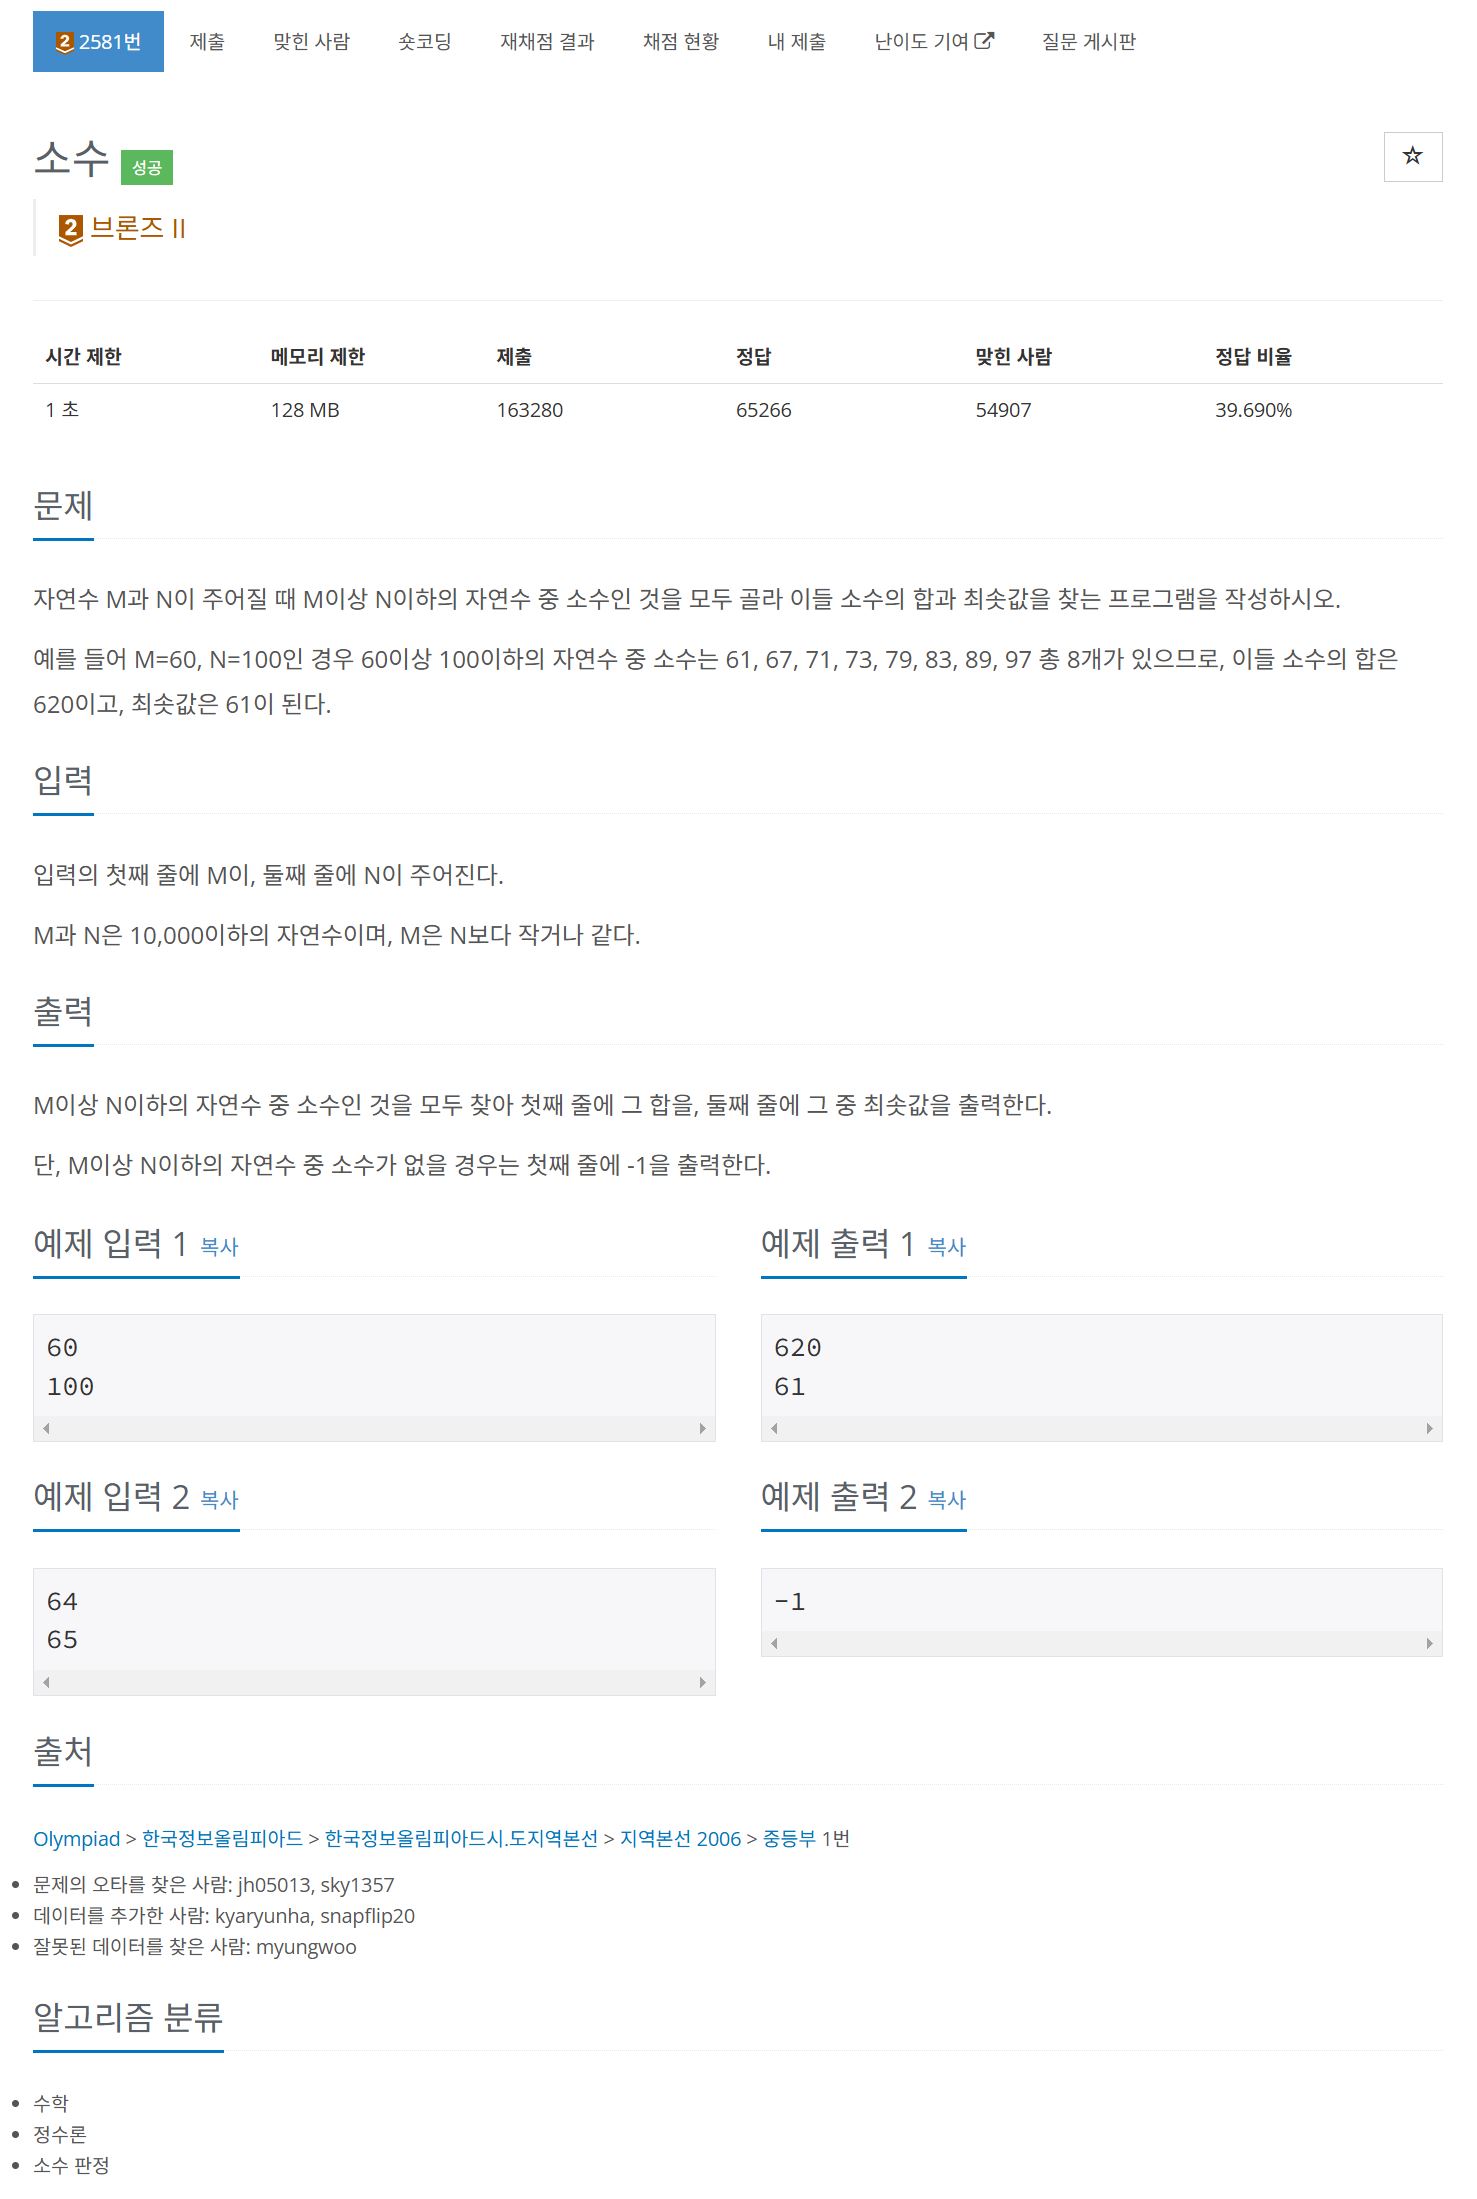 2 2581번 제출 맞힌 사람 숏코딩 재채점 결과 채점 현황 내 제출 난이도 기여 질문 게시판
소수 성공
☆
2 브론즈 II
시간 제한 메모리 제한 제출 정답 맞힌 사람 정답 비율
1 초 128 MB 163280 65266 54907 39.690%
문제
자연수 M과 N이 주어질 때 M이상 N이하의 자연수 중 소수인 것을 모두 골라 이들 소수의 합과 최솟값을 찾는 프로그램을 작성하시오.
예를 들어 M=60, N=100인 경우 60이상 100이하의 자연수 중 소수는 61, 67, 71, 73, 79, 83, 89, 97 총 8개가 있으므로, 이들 소수의 합은
620이고, 최솟값은 61이 된다.
입력
입력의 첫째 줄에 M이, 둘째 줄에 N이 주어진다.
M과 N은 10,000이하의 자연수이며, M은 N보다 작거나 같다.
출력
M이상 N이하의 자연수 중 소수인 것을 모두 찾아 첫째 줄에 그 합을, 둘째 줄에 그 중 최솟값을 출력한다.
단, M이상 N이하의 자연수 중 소수가 없을 경우는 첫째 줄에 -1을 출력한다.
예제 입력 1 복사
60
100
예제 출력 1 복사
620
61
예제 입력 2 복사
64
65
예제 출력 2 복사
-1
출처
Olympiad > 한국정보올림피아드 > 한국정보올림피아드시.도지역본선 > 지역본선 2006 > 중등부 1번
문제의 오타를 찾은 사람: jh05013, sky1357
데이터를 추가한 사람: kyaryunha, snapflip20
잘못된 데이터를 찾은 사람: myungwoo
알고리즘 분류
수학
정수론
소수 판정